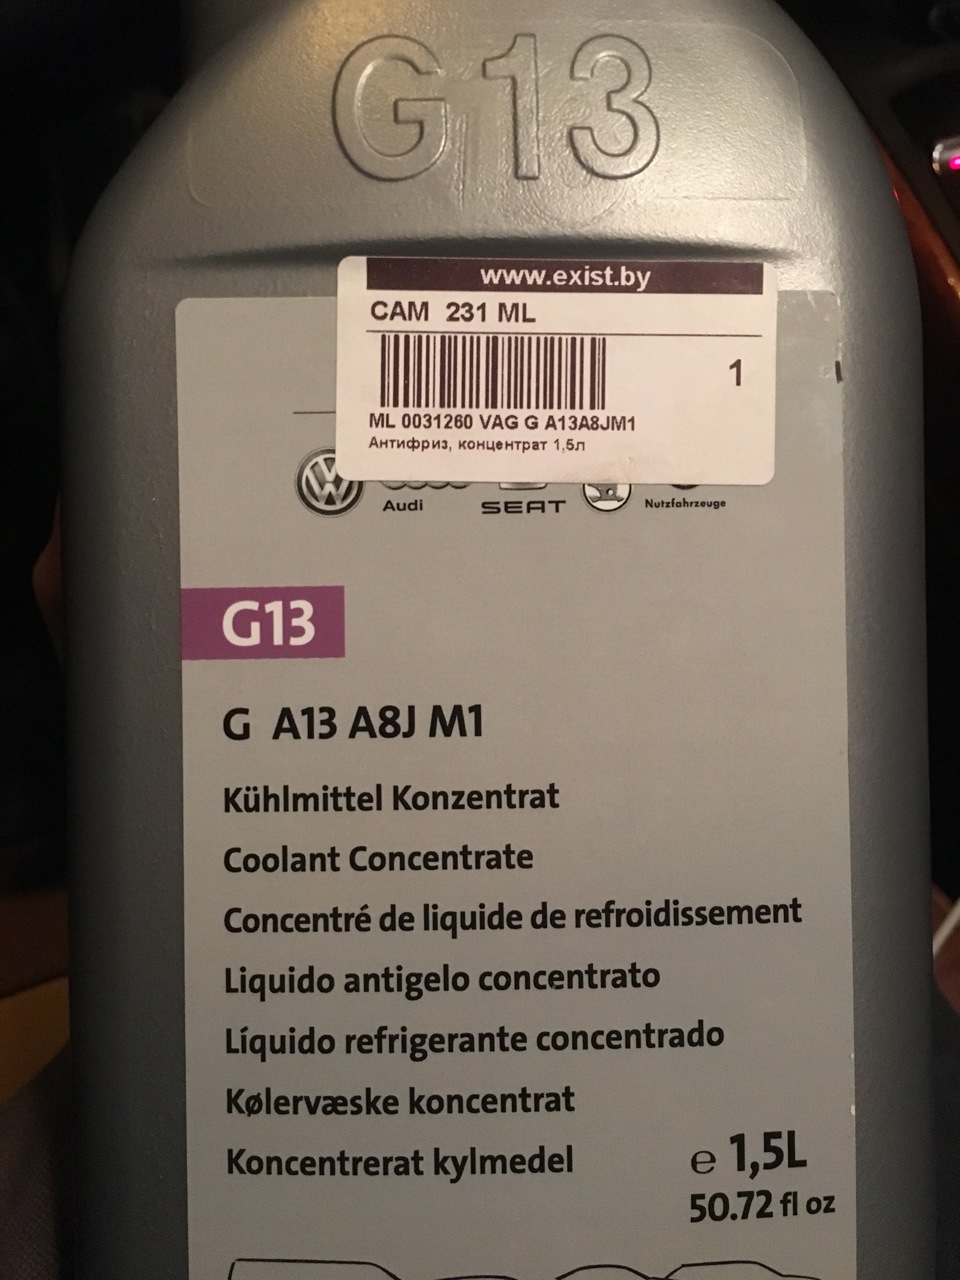 G13
www.exist.by
CAM 231 ML
1
ML 0031260 VAG G A13A8JM1
Антифриз, концентрат 1,5л
Audi SEAT Nutzfahrzeuge
G13
G A13 A8J M1
Kühlmittel Konzentrat
Coolant Concentrate
Concentré de liquide de refroidissement
Liquido antigelo concentrato
Líquido refrigerante concentrado
Kølervæske koncentrat
Koncentrerat kylmedel
e 1,5L
50.72 fl oz